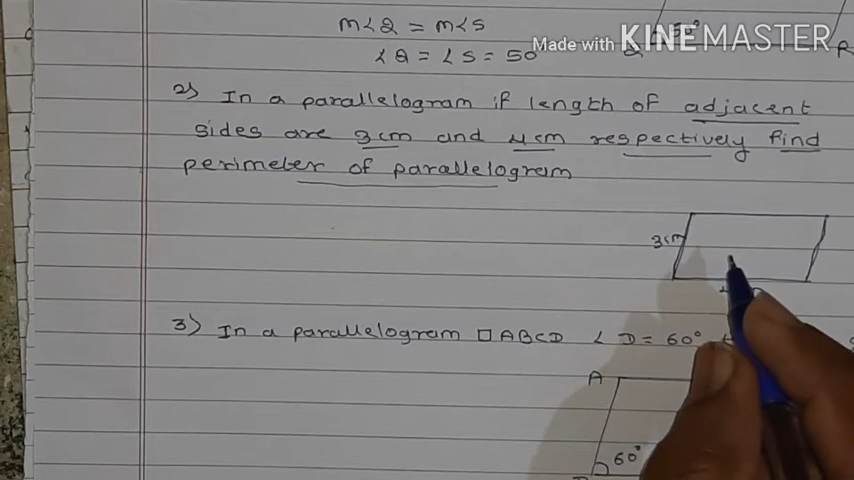 m∠Q = m∠S
∠Q = ∠S = 50
Made with KINEMASTER
2) In a parallelogram if length of adjacent
sides are 3cm and 4cm respectively find
perimeter of parallelogram
3cm
3) In a parallelogram □ABCD ∠D = 60°
A
60°